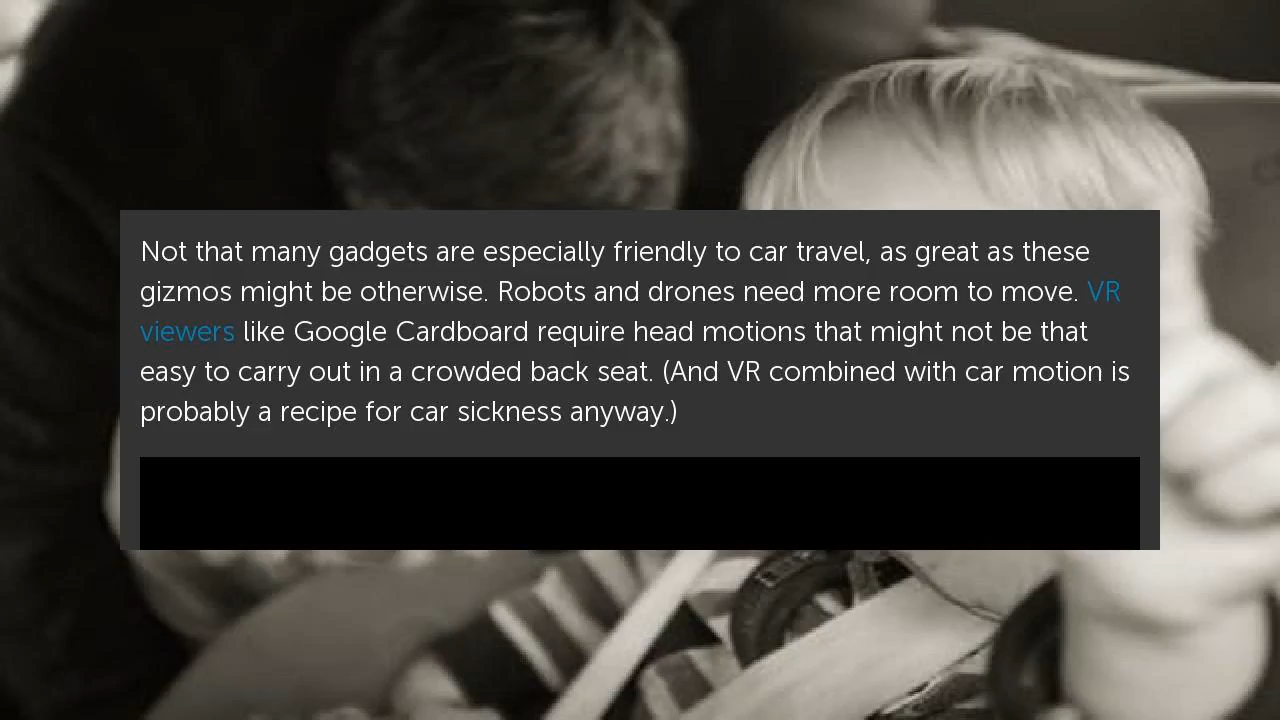 Not that many gadgets are especially friendly to car travel, as great as these
gizmos might be otherwise. Robots and drones need more room to move. VR
viewers like Google Cardboard require head motions that might not be that
easy to carry out in a crowded back seat. (And VR combined with car motion is
probably a recipe for car sickness anyway.)